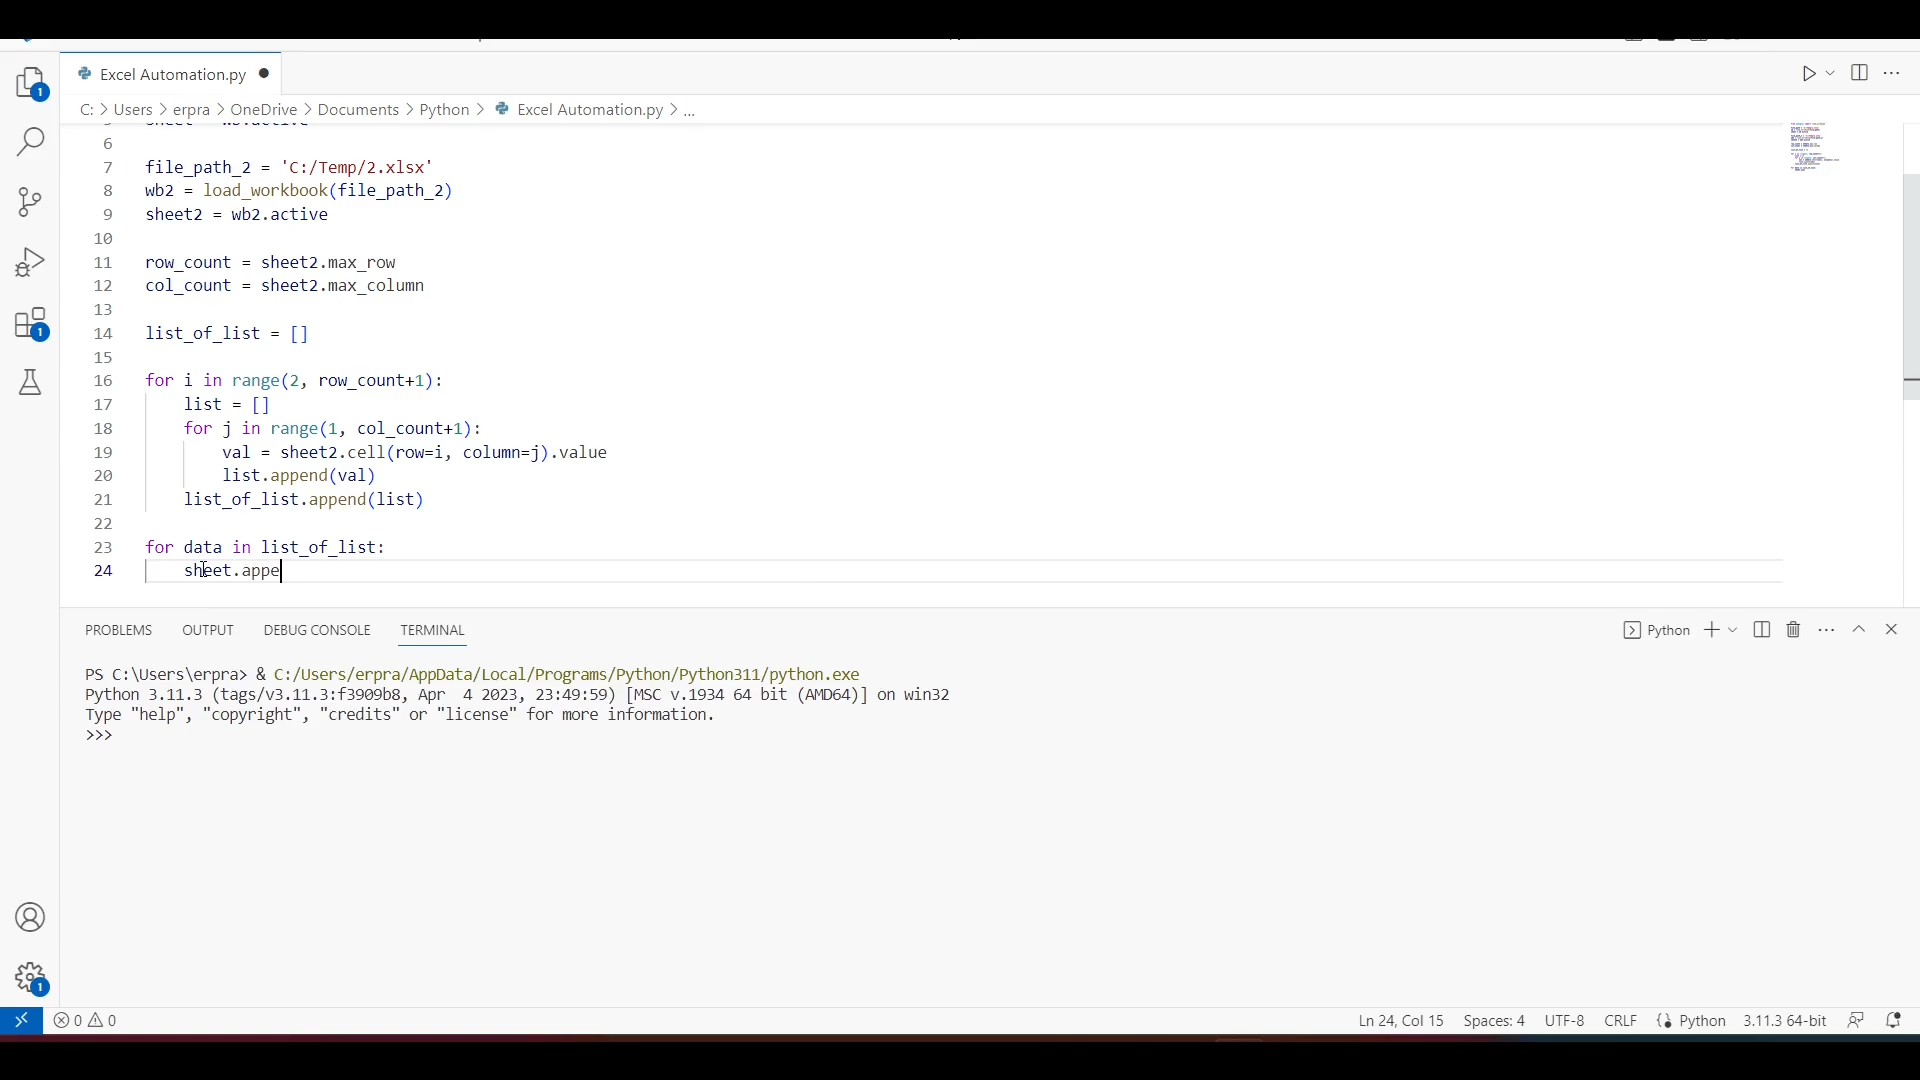 Excel Automation.py
C: > Users > erpra > OneDrive > Documents > Python > Excel Automation.py > ...
6
7 file_path_2 = 'C:/Temp/2.xlsx'
8 wb2 = load_workbook(file_path_2)
9 sheet2 = wb2.active
10
11 row_count = sheet2.max_row
12 col_count = sheet2.max_column
13
14 list_of_list = []
15
16 for i in range(2, row_count+1):
17 list = []
18 for j in range(1, col_count+1):
19 val = sheet2.cell(row=i, column=j).value
20 list.append(val)
21 list_of_list.append(list)
22
23 for data in list_of_list:
24 sheet.appe
PROBLEMS OUTPUT DEBUG CONSOLE TERMINAL Python
PS C:\Users\erpra> & C:/Users/erpra/AppData/Local/Programs/Python/Python311/python.exe
Python 3.11.3 (tags/v3.11.3:f3909b8, Apr  4 2023, 23:49:59) [MSC v.1934 64 bit (AMD64)] on win32
Type "help", "copyright", "credits" or "license" for more information.
>>>
1
1
1
0 0 Ln 24, Col 15 Spaces: 4 UTF-8 CRLF Python 3.11.3 64-bit